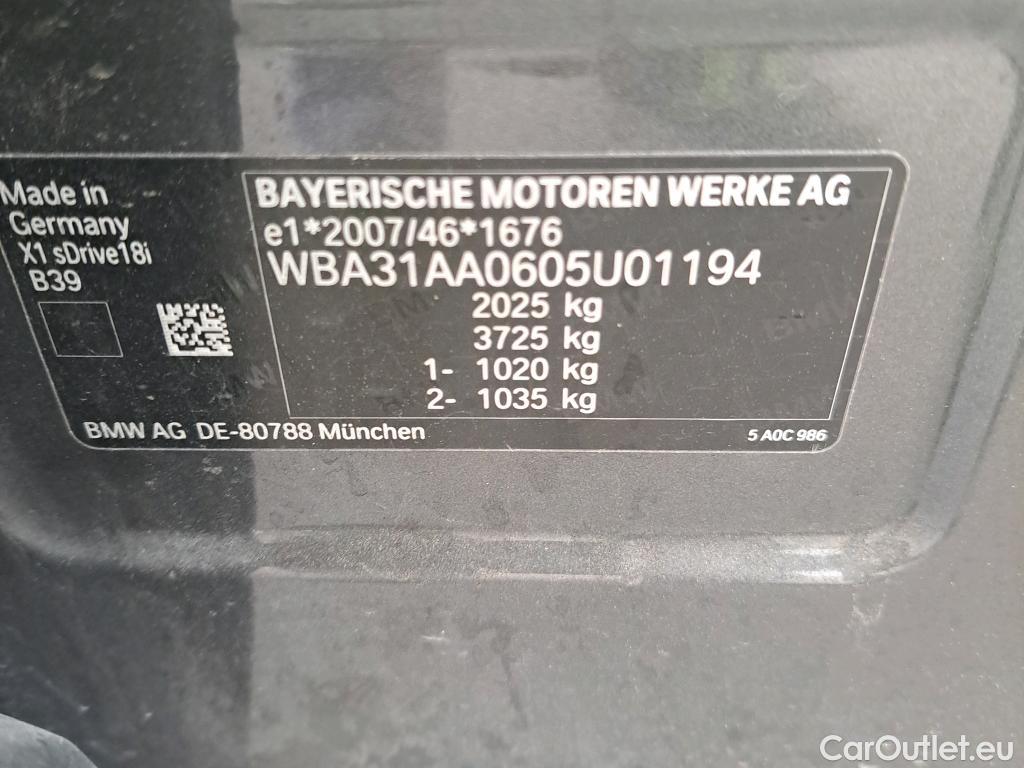 Made in
Germany
X1 sDrive18i
B39
BAYERISCHE MOTOREN WERKE AG
e1*2007/46*1676
WBA31AA0605U01194
2025 kg
3725 kg
1- 1020 kg
2- 1035 kg
BMW AG DE-80788 München
5 A0C 986
CarOutlet.eu